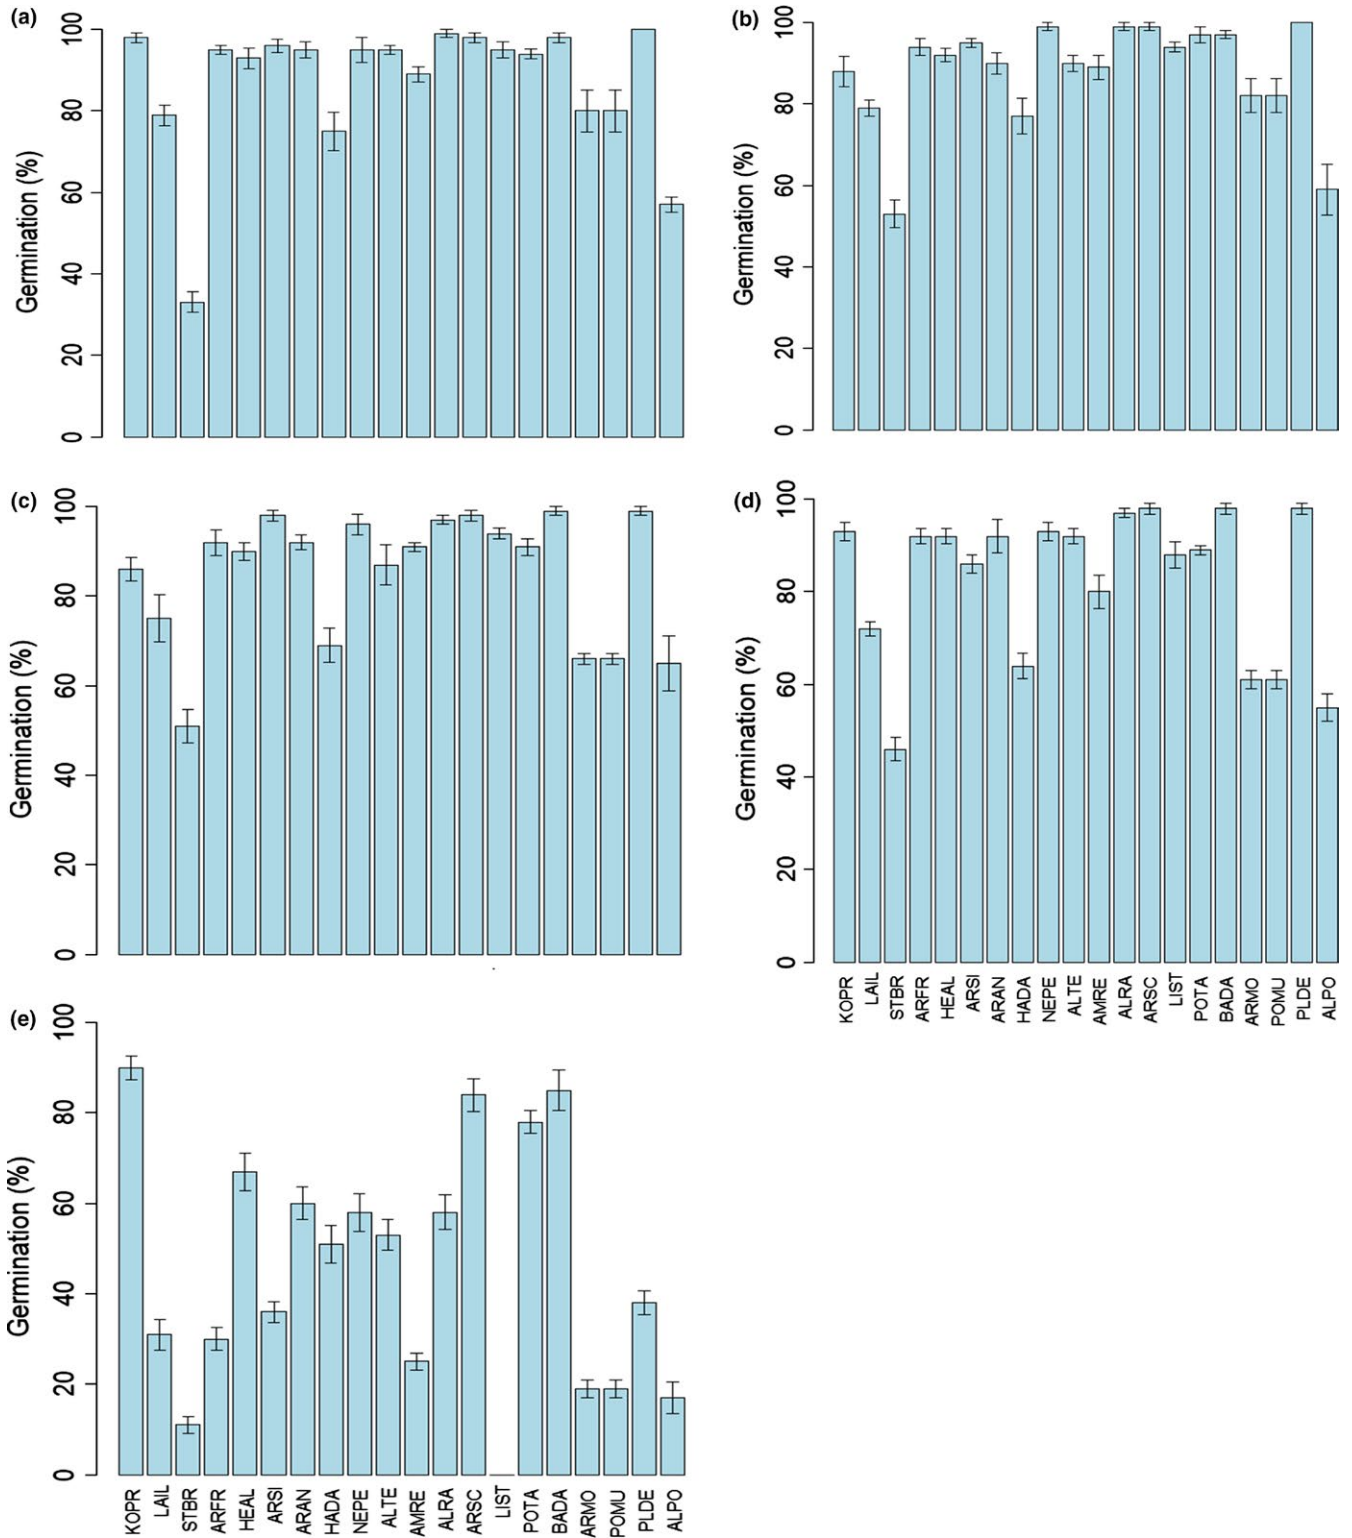 (a)
Germination (%)
0 20 40 60 80 100
(b)
Germination (%)
0 20 40 60 80 100
(c)
Germination (%)
0 20 40 60 80 100
(d)
Germination (%)
0 20 40 60 80 100
KOPR LAIL STBR ARFR HEAL ARSI ARAN HADA NEPE ALTE AMRE ALRA ARSC LIST POTA BADA ARMO POMU PLDE ALPO
(e)
Germination (%)
0 20 40 60 80 100
KOPR LAIL STBR ARFR HEAL ARSI ARAN HADA NEPE ALTE AMRE ALRA ARSC LIST POTA BADA ARMO POMU PLDE ALPO